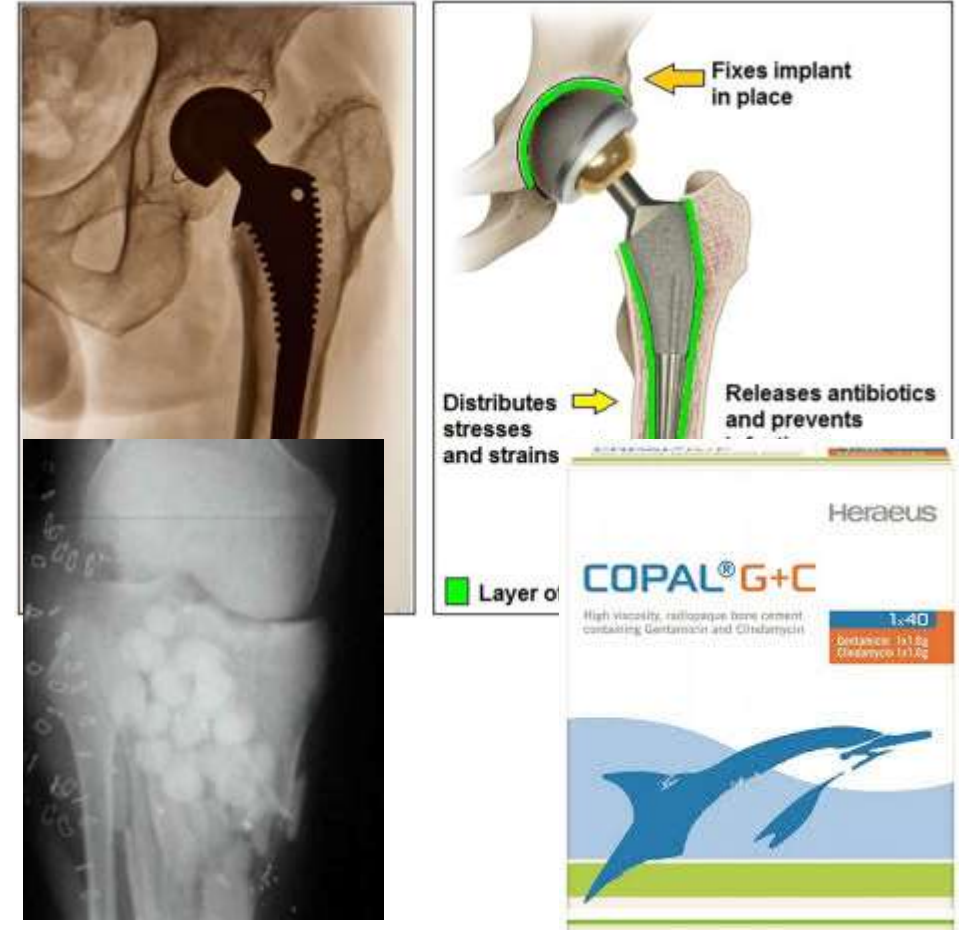 Fixes implant
in place
Distributes
stresses
and strains
Releases antibiotics
and prevents
Layer of
Heraeus
COPAL® G+C
High viscosity, radiopaque bone cement
containing Gentamicin and Clindamycin
1x40
Gentamicin 1x1.0g
Clindamycin 1x1.0g